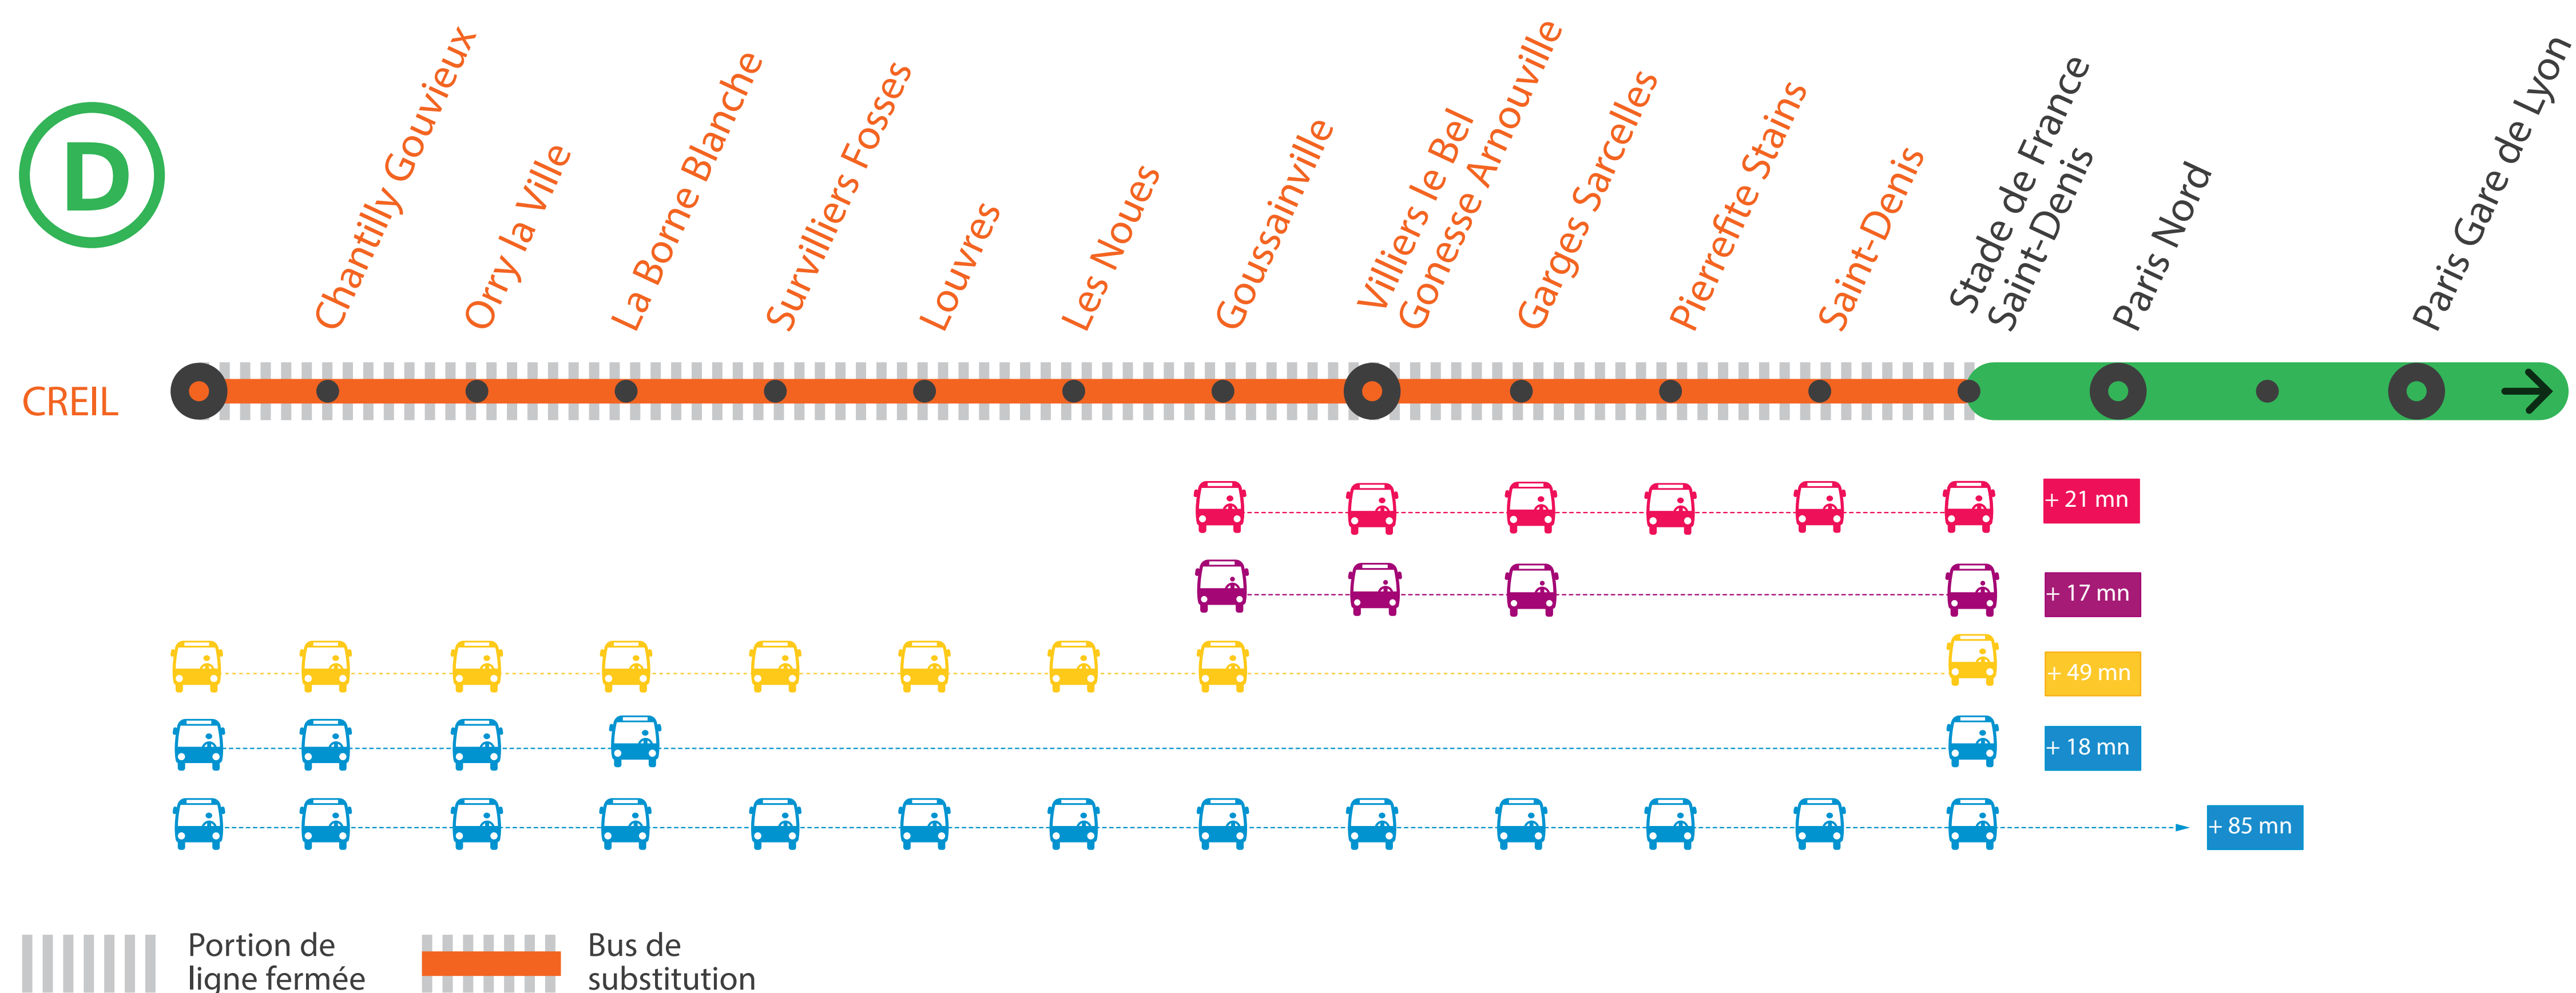 D
CREIL
Chantilly Gouvieux
Orry la Ville
La Borne Blanche
Survilliers Fosses
Louvres
Les Noues
Goussainville
Villiers le Bel
Gonesse Arnouville
Garges Sarcelles
Pierrefite Stains
Saint-Denis
Stade de France
Saint-Denis
Paris Nord
Paris Gare de Lyon
+ 21 mn
+ 17 mn
+ 49 mn
+ 18 mn
+ 85 mn
Portion de
ligne fermée
Bus de
substitution